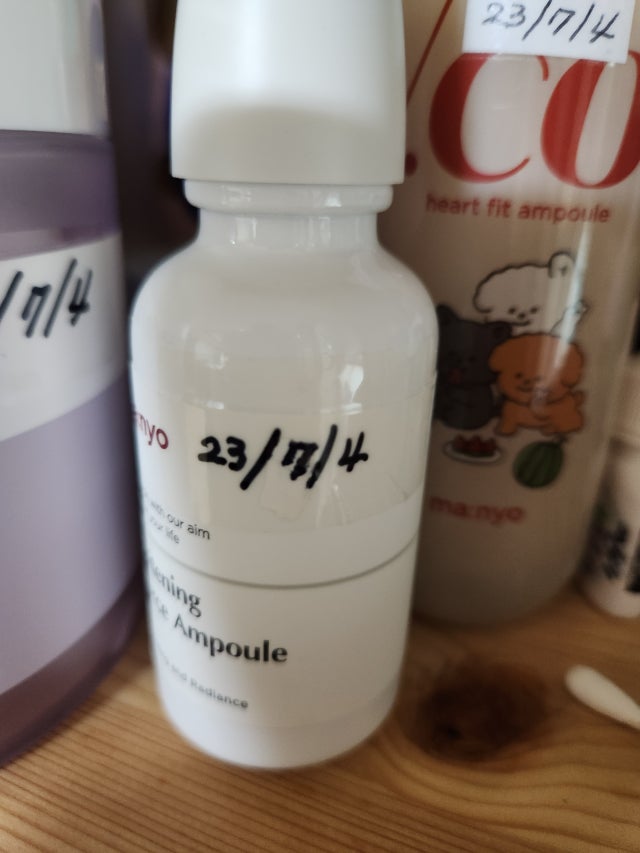 23/7/4
.CO
heart fit ampoule
ma:nyo
/7/4
nyo
23/7/4
with our aim
your life
ening
Ampoule
and Radiance